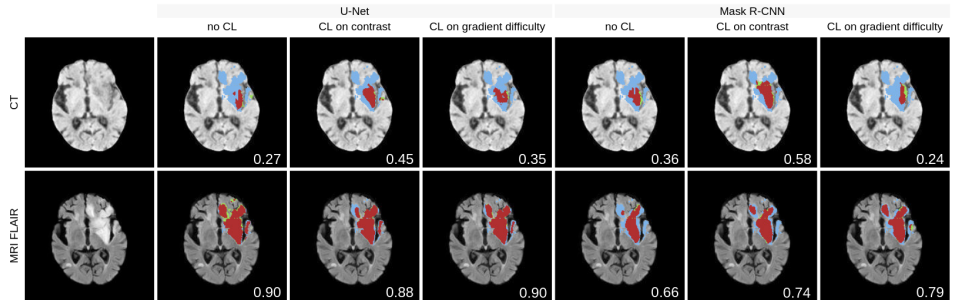 U-Net Mask R-CNN
no CL CL on contrast CL on gradient difficulty no CL CL on contrast CL on gradient difficulty
CT
0.27 0.45 0.35 0.36 0.58 0.24
MRI FLAIR
0.90 0.88 0.90 0.66 0.74 0.79